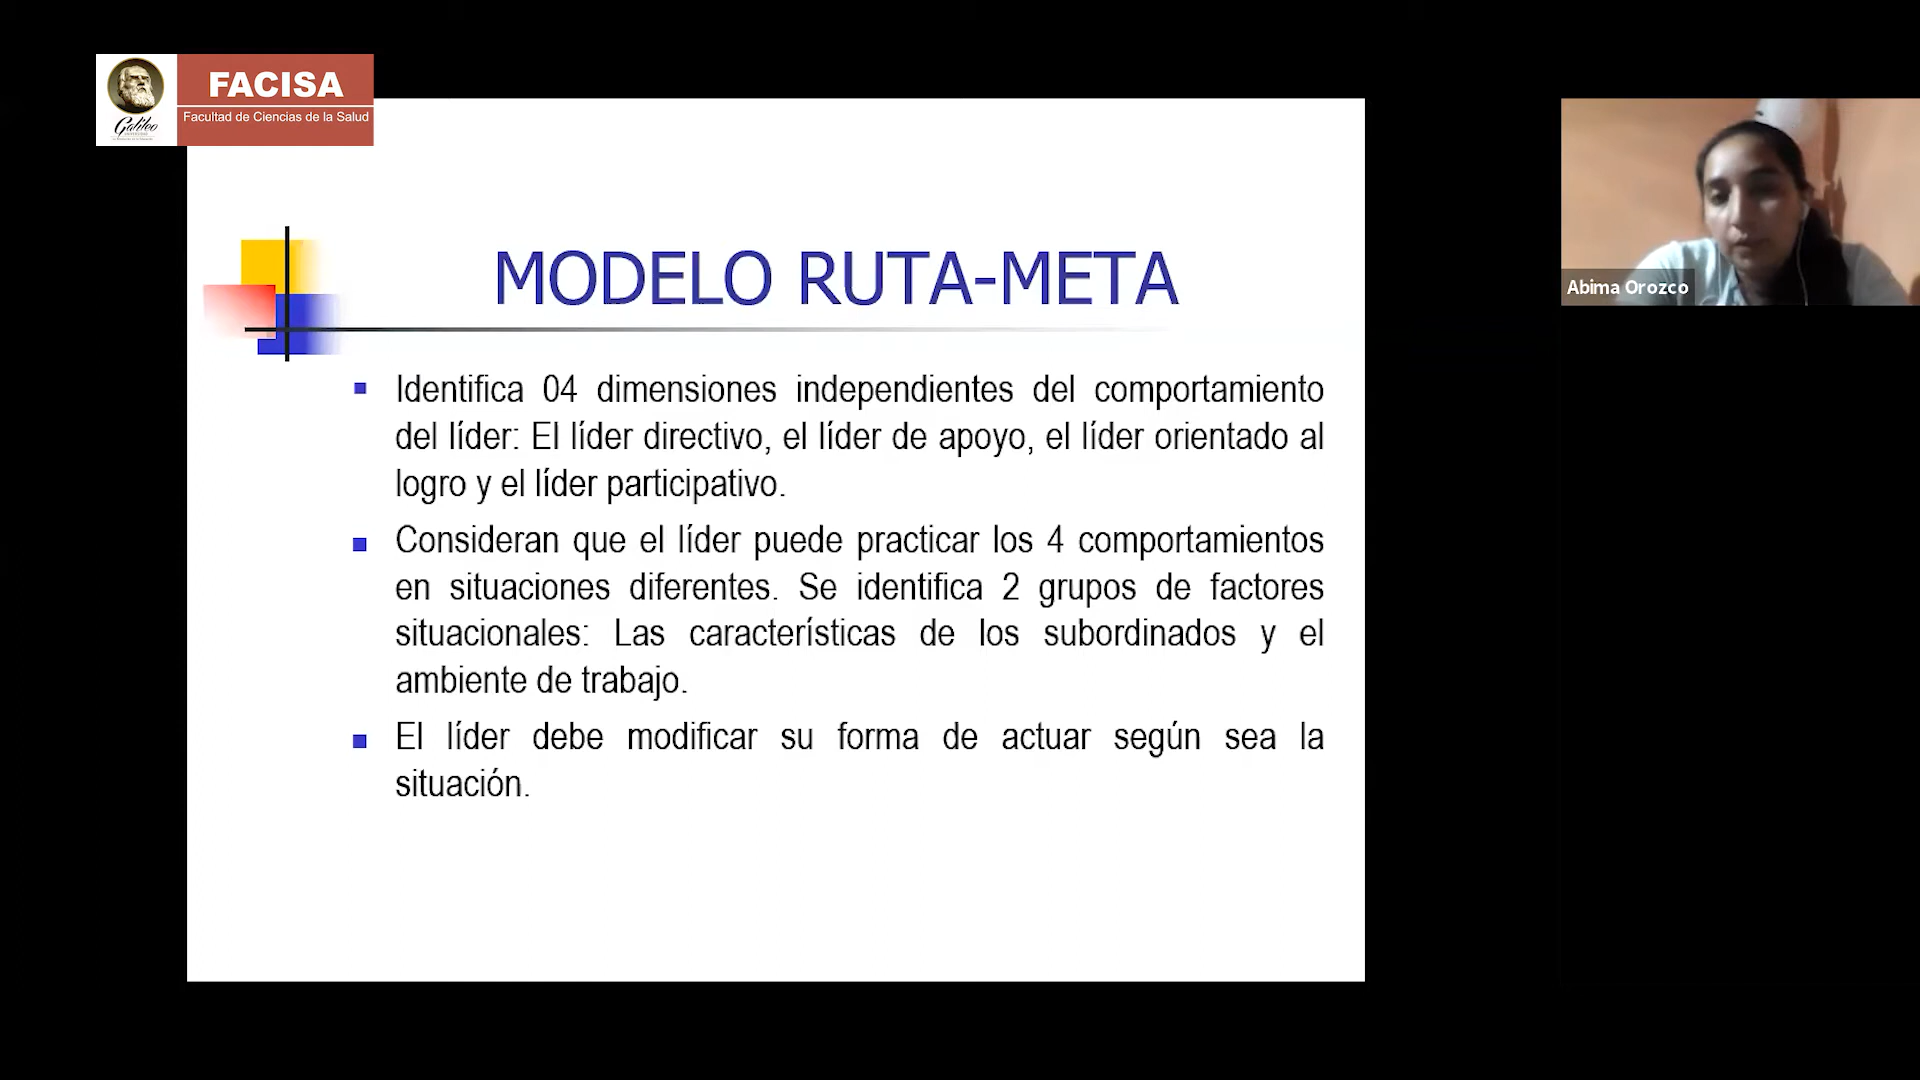 FACISA
Facultad de Ciencias de la Salud
Galileo
MODELO RUTA-META
Identifica 04 dimensiones independientes del comportamiento
del líder: El líder directivo, el líder de apoyo, el líder orientado al
logro y el líder participativo.
Consideran que el líder puede practicar los 4 comportamientos
en situaciones diferentes. Se identifica 2 grupos de factores
situacionales: Las características de los subordinados y el
ambiente de trabajo.
El líder debe modificar su forma de actuar según sea la
situación.
Abima Orozco